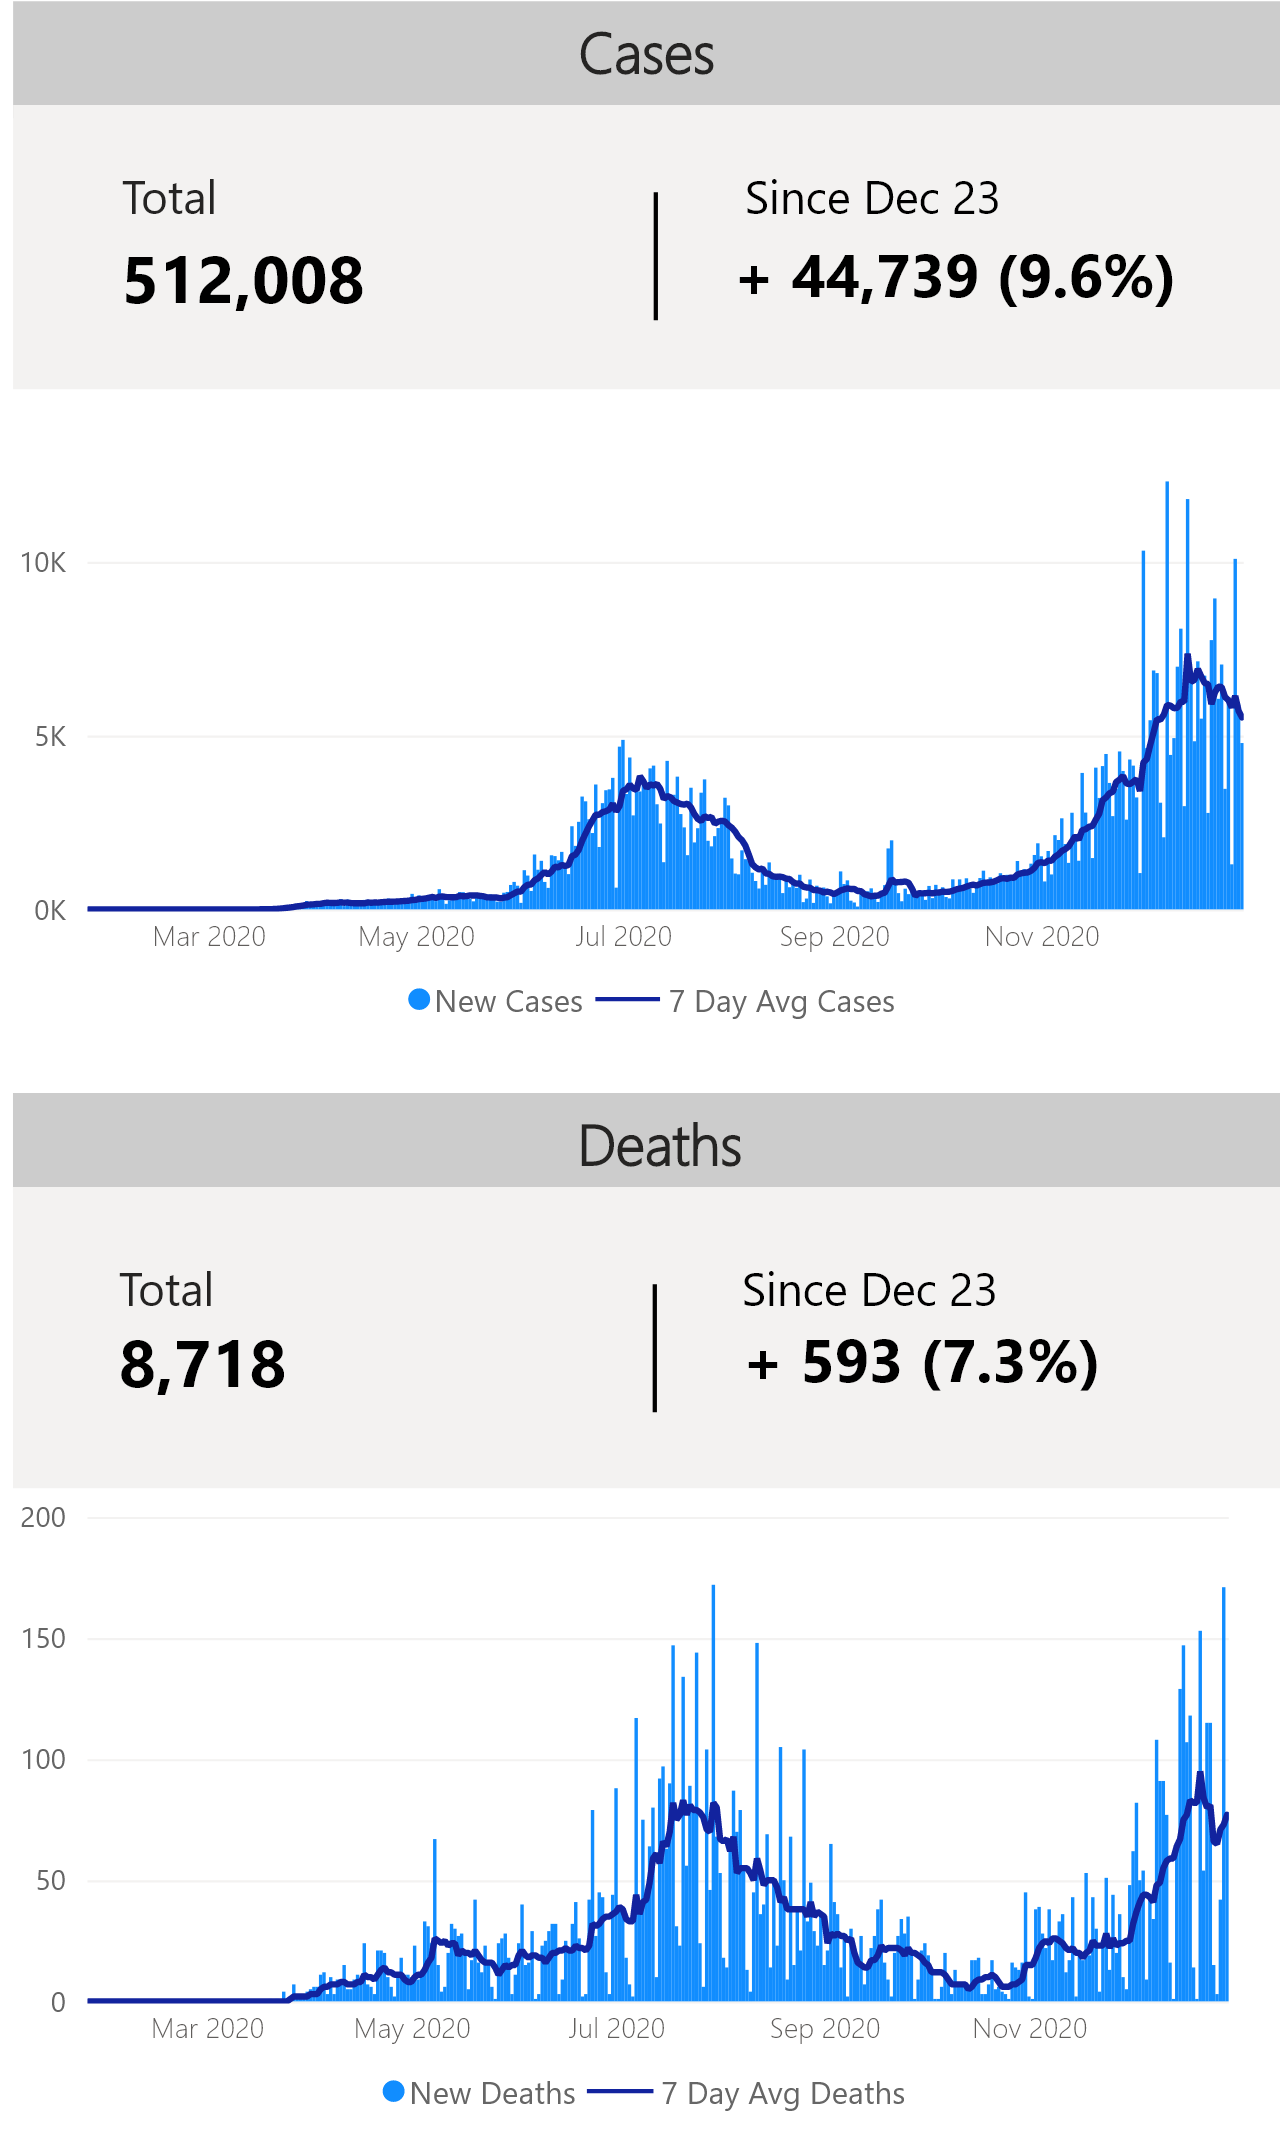 Cases
Total
Since Dec 23
512,008
+ 44,739 (9.6%)
10K
5K
0K
Mar 2020
May 2020
Jul 2020
Sep 2020
Nov 2020
New Cases
7 Day Avg Cases
Deaths
Total
Since Dec 23
8,718
+ 593 (7.3%)
200
150
100
50
0
Mar 2020
May 2020
Jul 2020
Sep 2020
Nov 2020
New Deaths
7 Day Avg Deaths